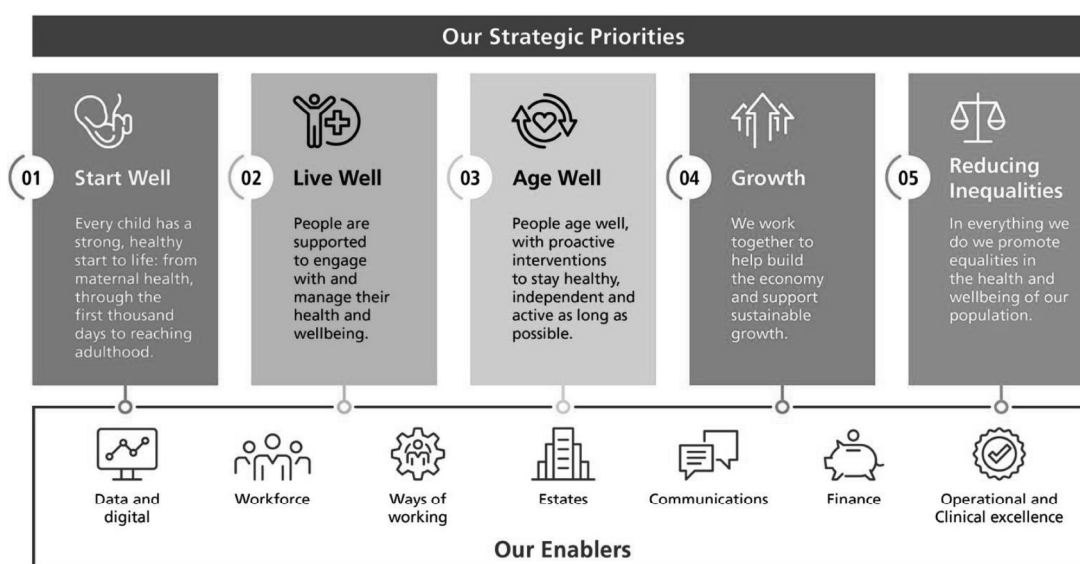 Our Strategic Priorities
01
Start Well
Every child has a
strong, healthy
start to life: from
maternal health,
through the
first thousand
days to reaching
adulthood.
02
Live Well
People are
supported
to engage
with and
manage their
health and
wellbeing.
03
Age Well
People age well,
with proactive
interventions
to stay healthy,
independent and
active as long as
possible.
04
Growth
We work
together to
help build
the economy
and support
sustainable
growth.
05
Reducing
Inequalities
In everything we
do we promote
equalities in
the health and
wellbeing of our
population.
Data and
digital
Workforce
Ways of
working
Estates
Communications
Finance
Operational and
Clinical excellence
Our Enablers